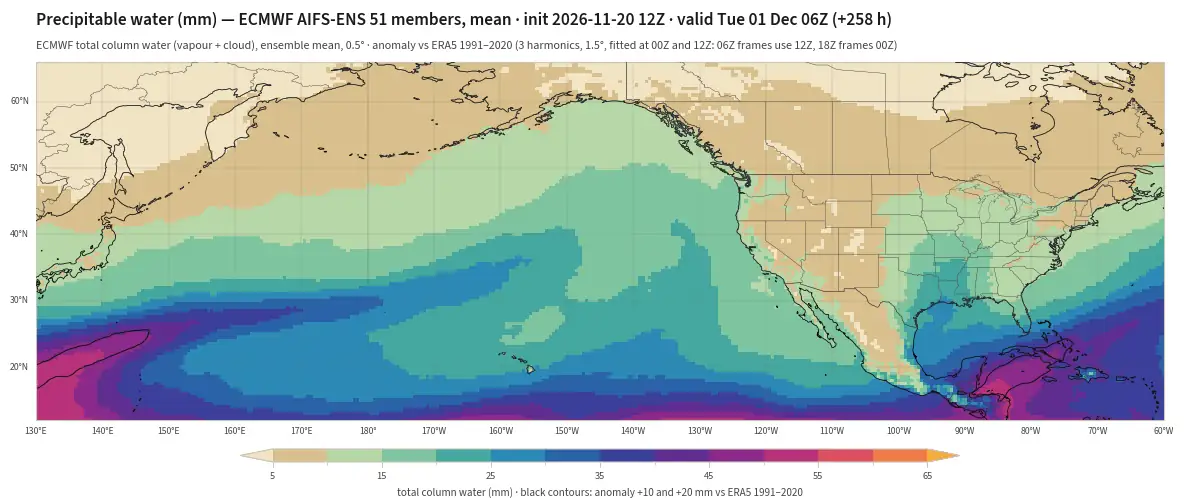 Precipitable water (mm) — ECMWF AIFS-ENS 51 members, mean · init 2026-11-20 12Z · valid Tue 01 Dec 06Z (+258 h)
ECMWF total column water (vapour + cloud), ensemble mean, 0.5° · anomaly vs ERA5 1991–2020 (3 harmonics, 1.5°, fitted at 00Z and 12Z: 06Z frames use 12Z, 18Z frames 00Z)
60°N
50°N
40°N
30°N
20°N
130°E 140°E 150°E 160°E 170°E 180° 170°W 160°W 150°W 140°W 130°W 120°W 110°W 100°W 90°W 80°W 70°W 60°W
5 15 25 35 45 55 65
total column water (mm) · black contours: anomaly +10 and +20 mm vs ERA5 1991–2020